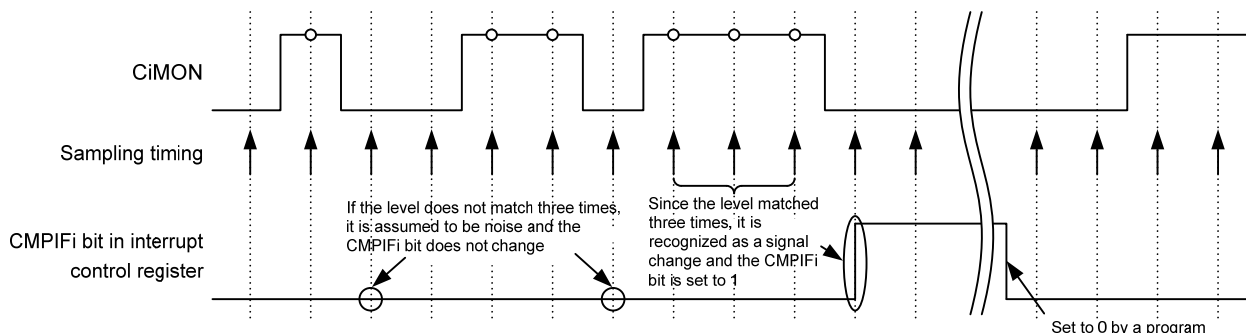 CiMON
Sampling timing
If the level does not match three times,
it is assumed to be noise and the
CMPIFi bit does not change
Since the level matched
three times, it is
recognized as a signal
change and the CMPIFi
bit is set to 1
CMPIFi bit in interrupt
control register
Set to 0 by a program